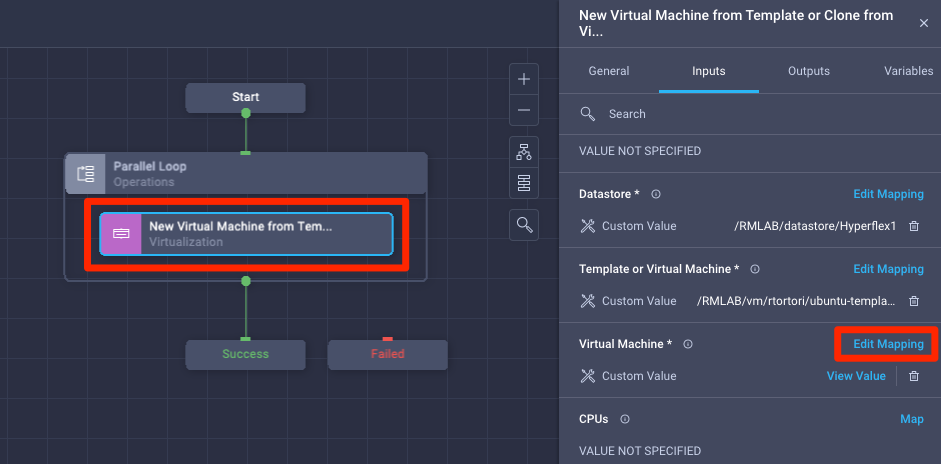 New Virtual Machine from Template or Clone from
Vi...
General
Inputs
Outputs
Variables
Search
VALUE NOT SPECIFIED
Datastore *
Edit Mapping
Custom Value
/RMLAB/datastore/Hyperflex1
Template or Virtual Machine *
Edit Mapping
Custom Value
/RMLAB/vm/rtortori/ubuntu-templa...
Virtual Machine *
Edit Mapping
Custom Value
View Value
CPUs
Map
VALUE NOT SPECIFIED
Start
Parallel Loop
Operations
New Virtual Machine from Tem...
Virtualization
Success
Failed